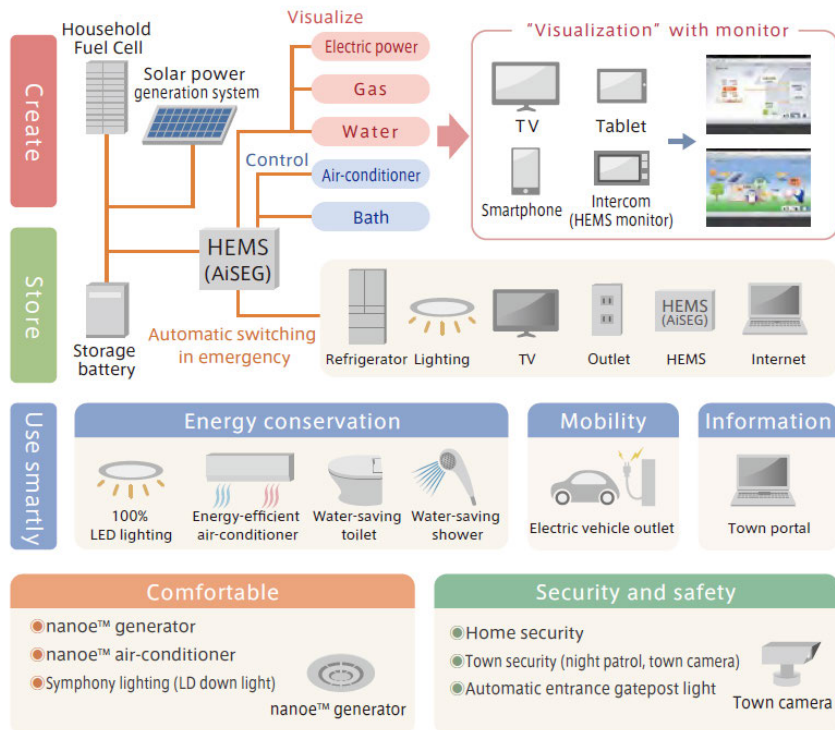 Create
Household
Fuel Cell
Solar power
generation system
Visualize
Electric power
Gas
Water
Control
Air-conditioner
Bath
"Visualization" with monitor
TV
Tablet
Smartphone
Intercom
(HEMS monitor)
Store
HEMS
(AiSEG)
Storage
battery
Automatic switching
in emergency
Refrigerator
Lighting
TV
Outlet
HEMS
(AiSEG)
HEMS
Internet
Use smartly
Energy conservation
100%
LED lighting
Energy-efficient
air-conditioner
Water-saving
toilet
Water-saving
shower
Mobility
Electric vehicle outlet
Information
Town portal
Comfortable
nanoe™ generator
nanoe™ air-conditioner
Symphony lighting (LD down light)
nanoe™ generator
Security and safety
Home security
Town security (night patrol, town camera)
Automatic entrance gatepost light
Town camera